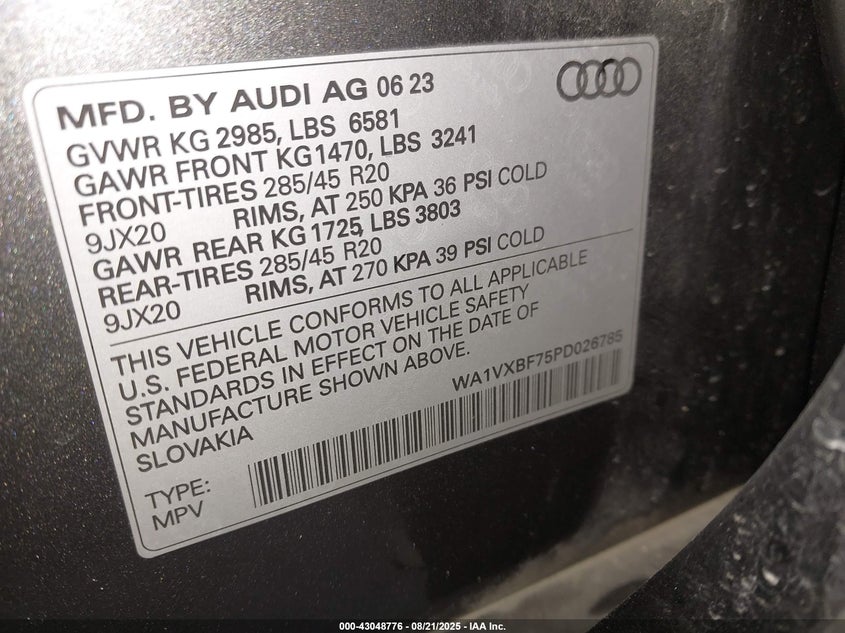 MFD. BY AUDI AG 06 23
GVWR KG 2985, LBS 6581
GAWR FRONT KG1470, LBS 3241
FRONT-TIRES 285/45 R20
9JX20 RIMS, AT 250 KPA 36 PSI COLD
GAWR REAR KG 1725, LBS 3803
REAR-TIRES 285/45 R20
9JX20 RIMS, AT 270 KPA 39 PSI COLD
THIS VEHICLE CONFORMS TO ALL APPLICABLE
U.S. FEDERAL MOTOR VEHICLE SAFETY
STANDARDS IN EFFECT ON THE DATE OF
MANUFACTURE SHOWN ABOVE.
SLOVAKIA
WA1VXBF75PD026785
TYPE:
MPV
000-43048776 - 08/21/2025 - IAA Inc.